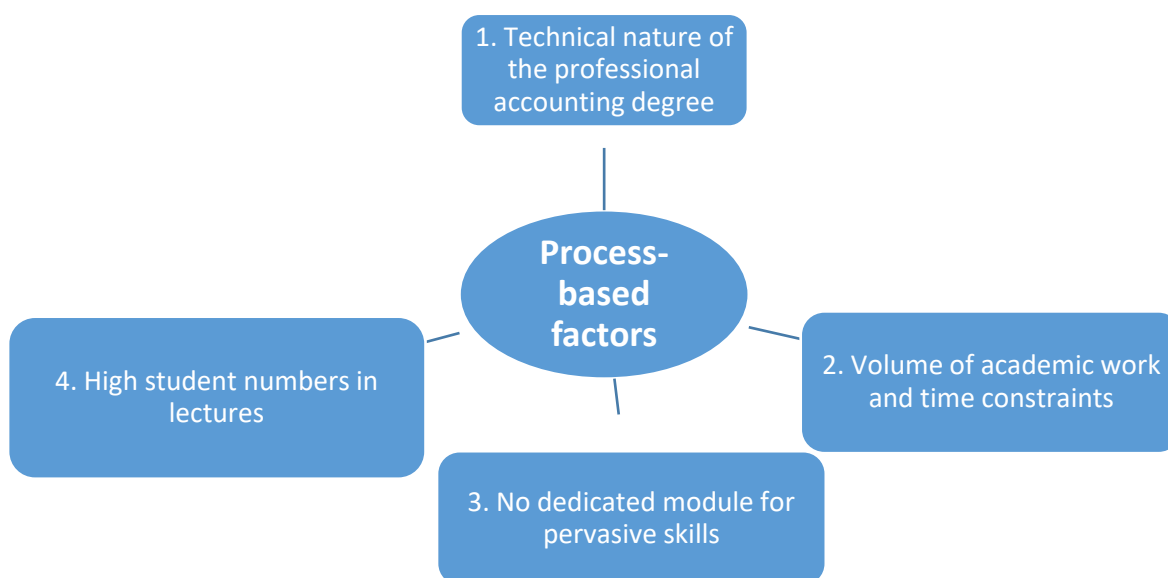 1. Technical nature of
the professional
accounting degree
Process-
based
factors
2. Volume of academic work
and time constraints
3. No dedicated module for
pervasive skills
4. High student numbers in
lectures